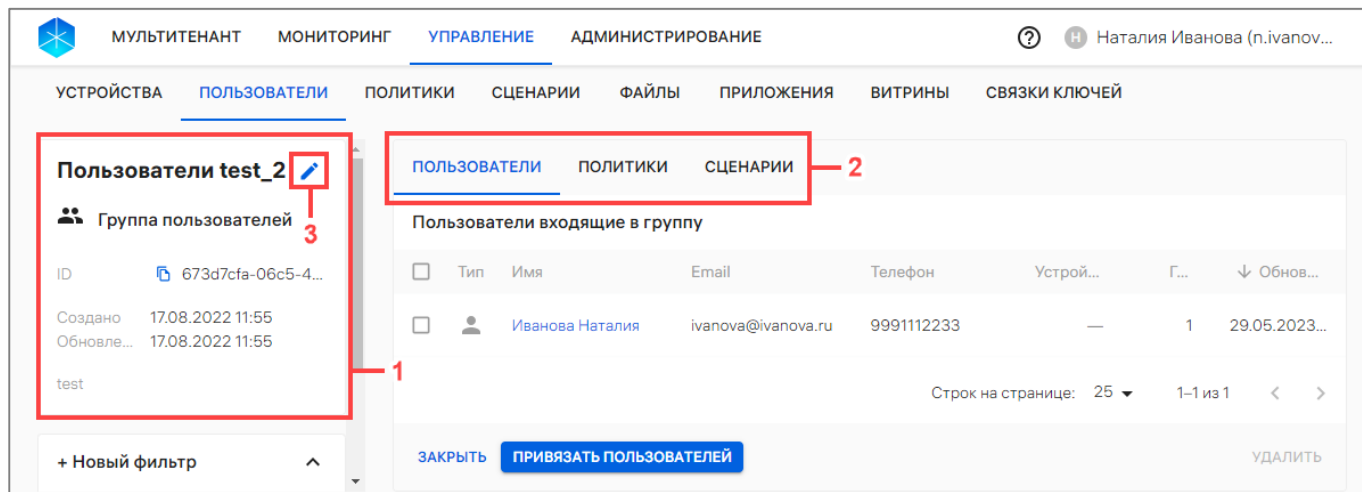 МУЛЬТИТЕНАНТ МОНИТОРИНГ УПРАВЛЕНИЕ АДМИНИСТРИРОВАНИЕ ? Н Наталия Иванова (n.ivanov...
УСТРОЙСТВА ПОЛЬЗОВАТЕЛИ ПОЛИТИКИ СЦЕНАРИИ ФАЙЛЫ ПРИЛОЖЕНИЯ ВИТРИНЫ СВЯЗКИ КЛЮЧЕЙ
Пользователи test_2
3
Группа пользователей
ID 673d7cfa-06c5-4...
Создано 17.08.2022 11:55
Обновле... 17.08.2022 11:55
test
1
+ Новый фильтр
ПОЛЬЗОВАТЕЛИ ПОЛИТИКИ СЦЕНАРИИ 2
Пользователи входящие в группу
Тип Имя Email Телефон Устрой... Г... ↓ Обнов...
Иванова Наталия ivanova@ivanova.ru 9991112233 — 1 29.05.2023...
Строк на странице: 25 1–1 из 1 < >
ЗАКРЫТЬ ПРИВЯЗАТЬ ПОЛЬЗОВАТЕЛЕЙ УДАЛИТЬ